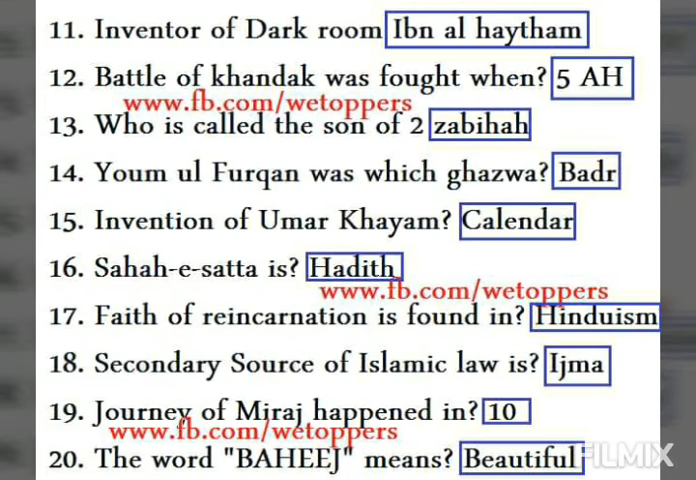 11. Inventor of Dark room Ibn al haytham
12. Battle of khandak was fought when? 5 AH
www.fb.com/wetoppers
13. Who is called the son of 2 zabihah
14. Youm ul Furqan was which ghazwa? Badr
15. Invention of Umar Khayam? Calendar
16. Sahah-e-satta is? Hadith
www.fb.com/wetoppers
17. Faith of reincarnation is found in? Hinduism
18. Secondary Source of Islamic law is? Ijma
19. Journey of Miraj happened in? 10
www.fb.com/wetoppers
20. The word "BAHEEJ" means? Beautiful
FILMIX